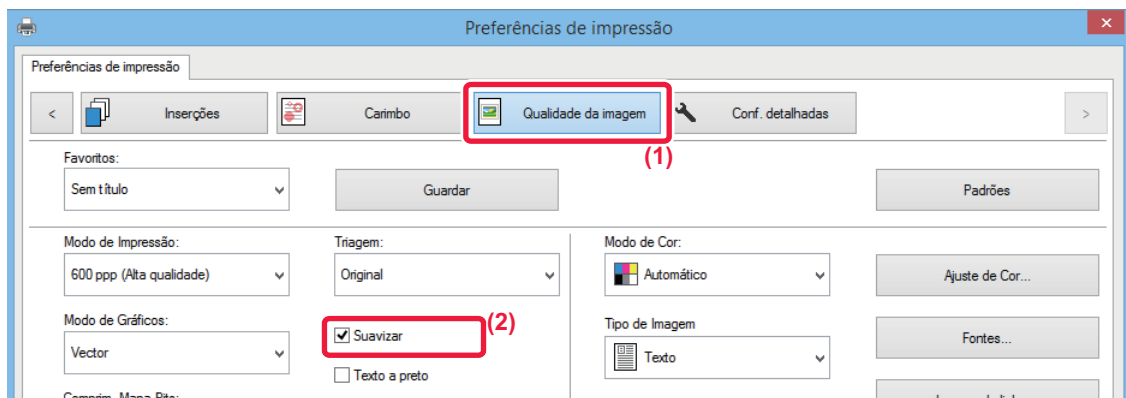 Preferências de impressão
×
Preferências de impressão
<
Inserções
Carimbo
Qualidade da imagem
Conf. detalhadas
>
(1)
Favoritos:
Sem título
Guardar
Padrões
Modo de Impressão:
Triagem:
Modo de Cor:
600 ppp (Alta qualidade)
Original
Automático
Ajuste de Cor...
Modo de Gráficos:
(2)
Suavizar
Tipo de Imagem
Vector
Texto
Fontes...
Texto a preto